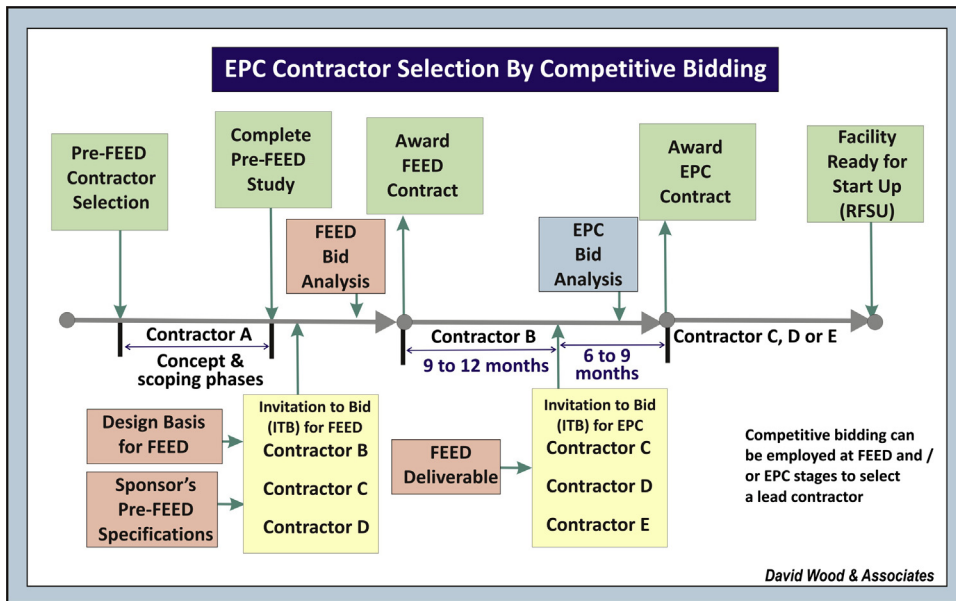 EPC Contractor Selection By Competitive Bidding
Pre-FEED
Contractor
Selection
Complete
Pre-FEED
Study
Award
FEED
Contract
Award
EPC
Contract
Facility
Ready for
Start Up
(RFSU)
FEED
Bid
Analysis
EPC
Bid
Analysis
Contractor A
Concept &
scoping phases
Contractor B
9 to 12 months
6 to 9
months
Contractor C, D or E
Design Basis
for FEED
Sponsor's
Pre-FEED
Specifications
Invitation to Bid
(ITB) for FEED
Contractor B
Contractor C
Contractor D
FEED
Deliverable
Invitation to Bid
(ITB) for EPC
Contractor C
Contractor D
Contractor E
Competitive bidding can
be employed at FEED and /
or EPC stages to select
a lead contractor
David Wood & Associates